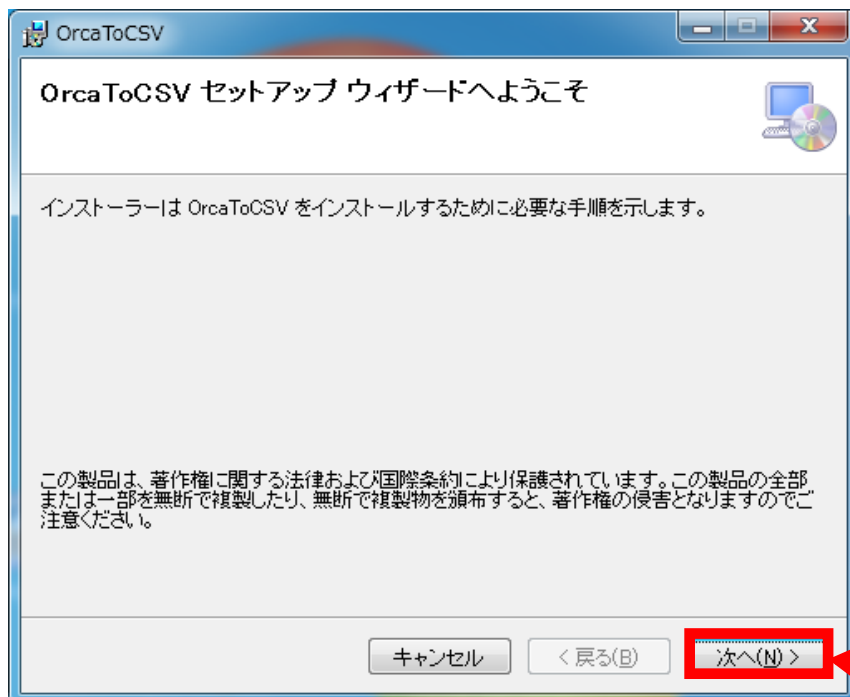 OrcaToCSV
OrcaToCSV セットアップ ウィザードへようこそ
インストーラーは OrcaToCSV をインストールするために必要な手順を示します。
この製品は、著作権に関する法律および国際条約により保護されています。この製品の全部
または一部を無断で複製したり、無断で複製物を頒布すると、著作権の侵害となりますのでご
注意ください。
キャンセル
< 戻る(B)
次へ(N) >